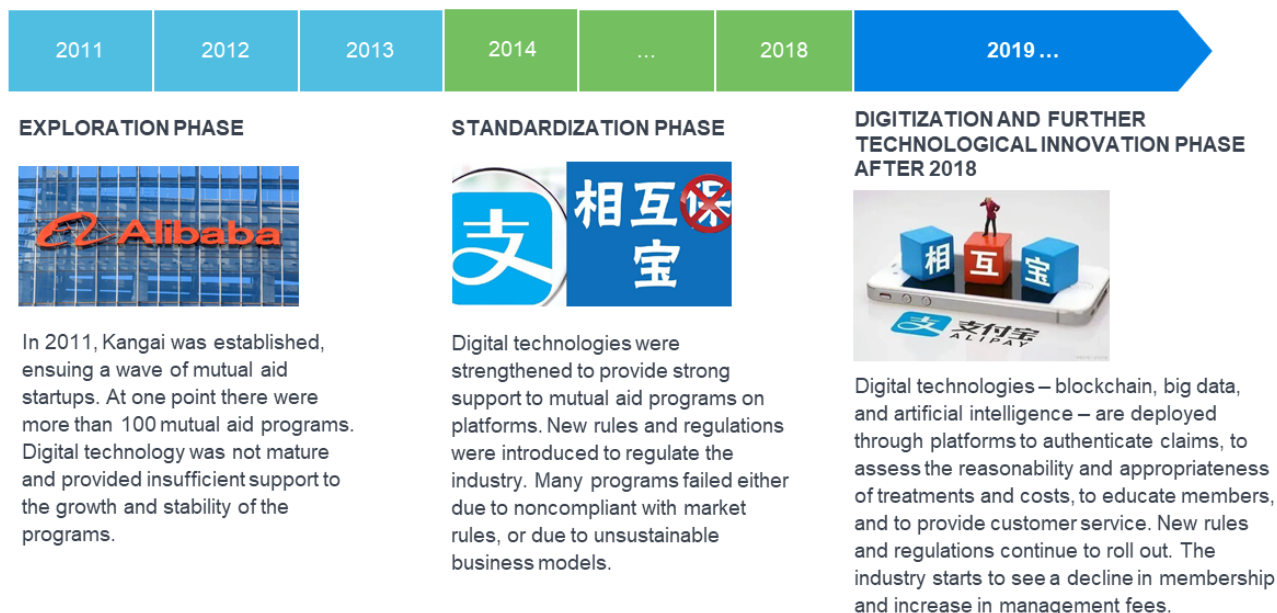 2011
2012
2013
2014
...
2018
2019 ...
EXPLORATION PHASE
Alibaba
In 2011, Kangai was established,
ensuing a wave of mutual aid
startups. At one point there were
more than 100 mutual aid programs.
Digital technology was not mature
and provided insufficient support to
the growth and stability of the
programs.
STANDARDIZATION PHASE
支
相互保
宝
Digital technologies were
strengthened to provide strong
support to mutual aid programs on
platforms. New rules and regulations
were introduced to regulate the
industry. Many programs failed either
due to noncompliant with market
rules, or due to unsustainable
business models.
DIGITIZATION AND FURTHER
TECHNOLOGICAL INNOVATION PHASE
AFTER 2018
相互宝
支 支付宝
ALIPAY
Digital technologies – blockchain, big data,
and artificial intelligence – are deployed
through platforms to authenticate claims, to
assess the reasonability and appropriateness
of treatments and costs, to educate members,
and to provide customer service. New rules
and regulations continue to roll out. The
industry starts to see a decline in membership
and increase in management fees.